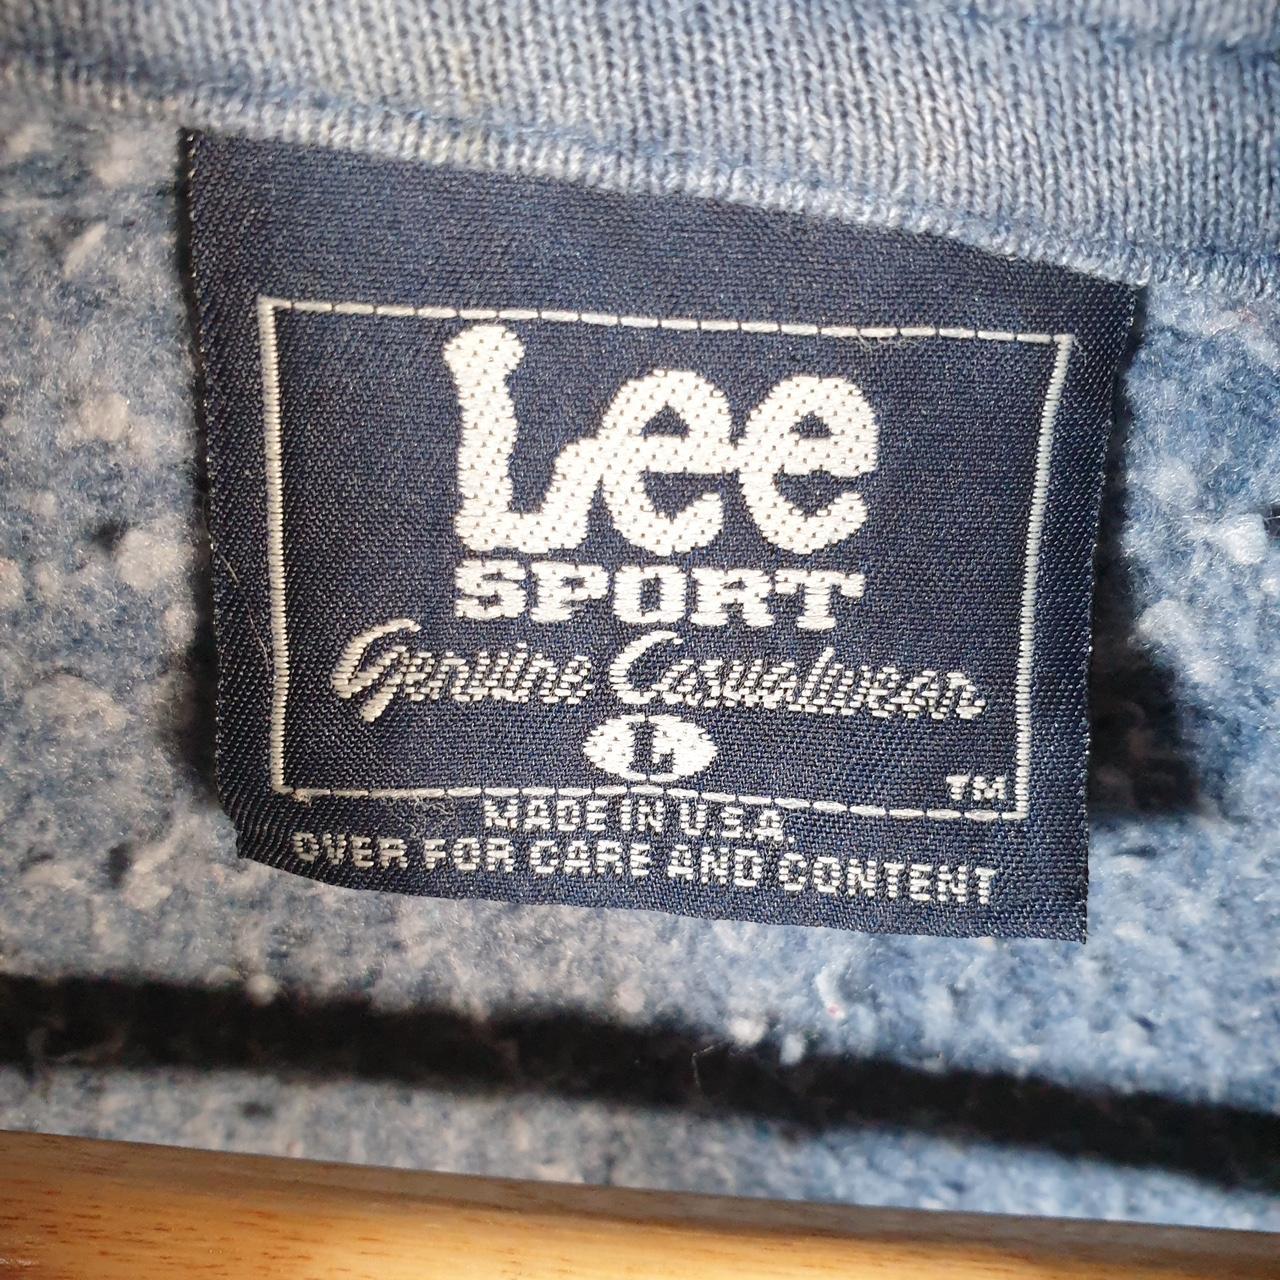 Lee
SPORT
Genuine Casualwear
L
TM
MADE IN U.S.A.
OVER FOR CARE AND CONTENT